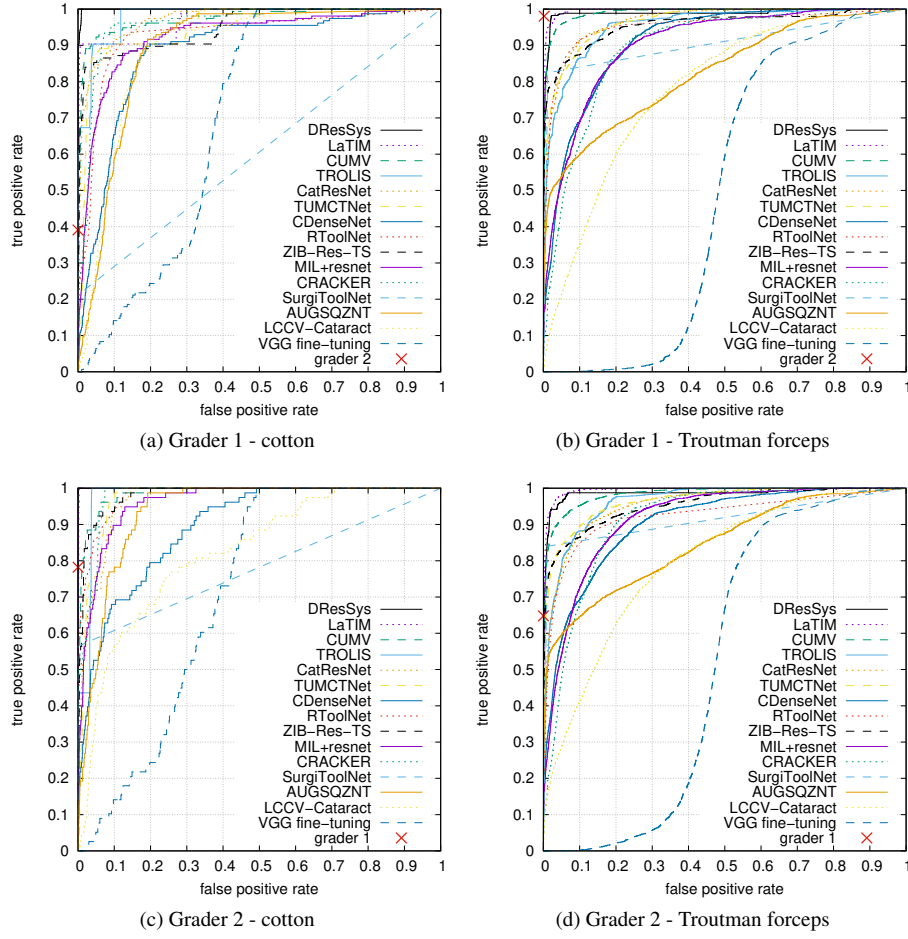 1
0.9
0.8
0.7
0.6
0.5
0.4
0.3
0.2
0.1
0
true positive rate
DResSys
LaTIM
CUMV
TROLIS
CatResNet
TUMCTNet
CDenseNet
RToolNet
ZIB-Res-TS
MIL+resnet
CRACKER
SurgiToolNet
AUGSQZNT
LCCV-Cataract
VGG fine-tuning
grader 2
0 0.1 0.2 0.3 0.4 0.5 0.6 0.7 0.8 0.9 1
false positive rate
(a) Grader 1 - cotton
1
0.9
0.8
0.7
0.6
0.5
0.4
0.3
0.2
0.1
0
true positive rate
DResSys
LaTIM
CUMV
TROLIS
CatResNet
TUMCTNet
CDenseNet
RToolNet
ZIB-Res-TS
MIL+resnet
CRACKER
SurgiToolNet
AUGSQZNT
LCCV-Cataract
VGG fine-tuning
grader 2
0 0.1 0.2 0.3 0.4 0.5 0.6 0.7 0.8 0.9 1
false positive rate
(b) Grader 1 - Troutman forceps
1
0.9
0.8
0.7
0.6
0.5
0.4
0.3
0.2
0.1
0
true positive rate
DResSys
LaTIM
CUMV
TROLIS
CatResNet
TUMCTNet
CDenseNet
RToolNet
ZIB-Res-TS
MIL+resnet
CRACKER
SurgiToolNet
AUGSQZNT
LCCV-Cataract
VGG fine-tuning
grader 1
0 0.1 0.2 0.3 0.4 0.5 0.6 0.7 0.8 0.9 1
false positive rate
(c) Grader 2 - cotton
1
0.9
0.8
0.7
0.6
0.5
0.4
0.3
0.2
0.1
0
true positive rate
DResSys
LaTIM
CUMV
TROLIS
CatResNet
TUMCTNet
CDenseNet
RToolNet
ZIB-Res-TS
MIL+resnet
CRACKER
SurgiToolNet
AUGSQZNT
LCCV-Cataract
VGG fine-tuning
grader 1
0 0.1 0.2 0.3 0.4 0.5 0.6 0.7 0.8 0.9 1
false positive rate
(d) Grader 2 - Troutman forceps